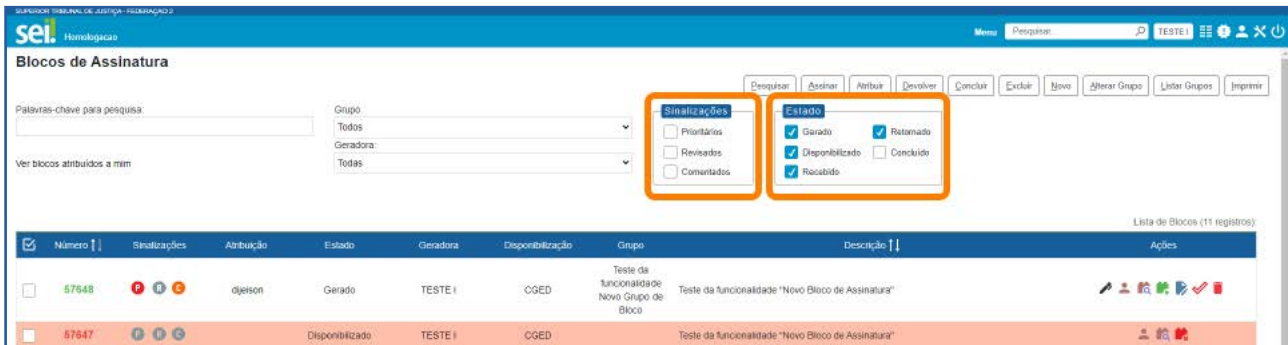 SUPERIOR TRIBUNAL DE JUSTIÇA - FEDERAÇÃO 2
sei. Homologacao
Menu Pesquisar... TESTE I
Blocos de Assinatura
Pesquisar Assinar Atribuir Devolver Concluir Excluir Novo Alterar Grupo Listar Grupos Imprimir
Palavras-chave para pesquisa:
Grupo
Todos
Geradora:
Todas
Ver blocos atribuídos a mim
Sinalizações
Prioritários
Revisados
Comentados
Estado
Gerado Retornado
Disponibilizado Concluído
Recebido
Lista de Blocos (11 registros):
Número Sinalizações Atribuição Estado Geradora Disponibilização Grupo Descrição Ações
57648 P R C dijeison Gerado TESTE I CGED Teste da funcionalidade Novo Grupo de Bloco Teste da funcionalidade "Novo Bloco de Assinatura"
57647 P R C Disponibilizado TESTE I CGED Teste da funcionalidade "Novo Bloco de Assinatura"